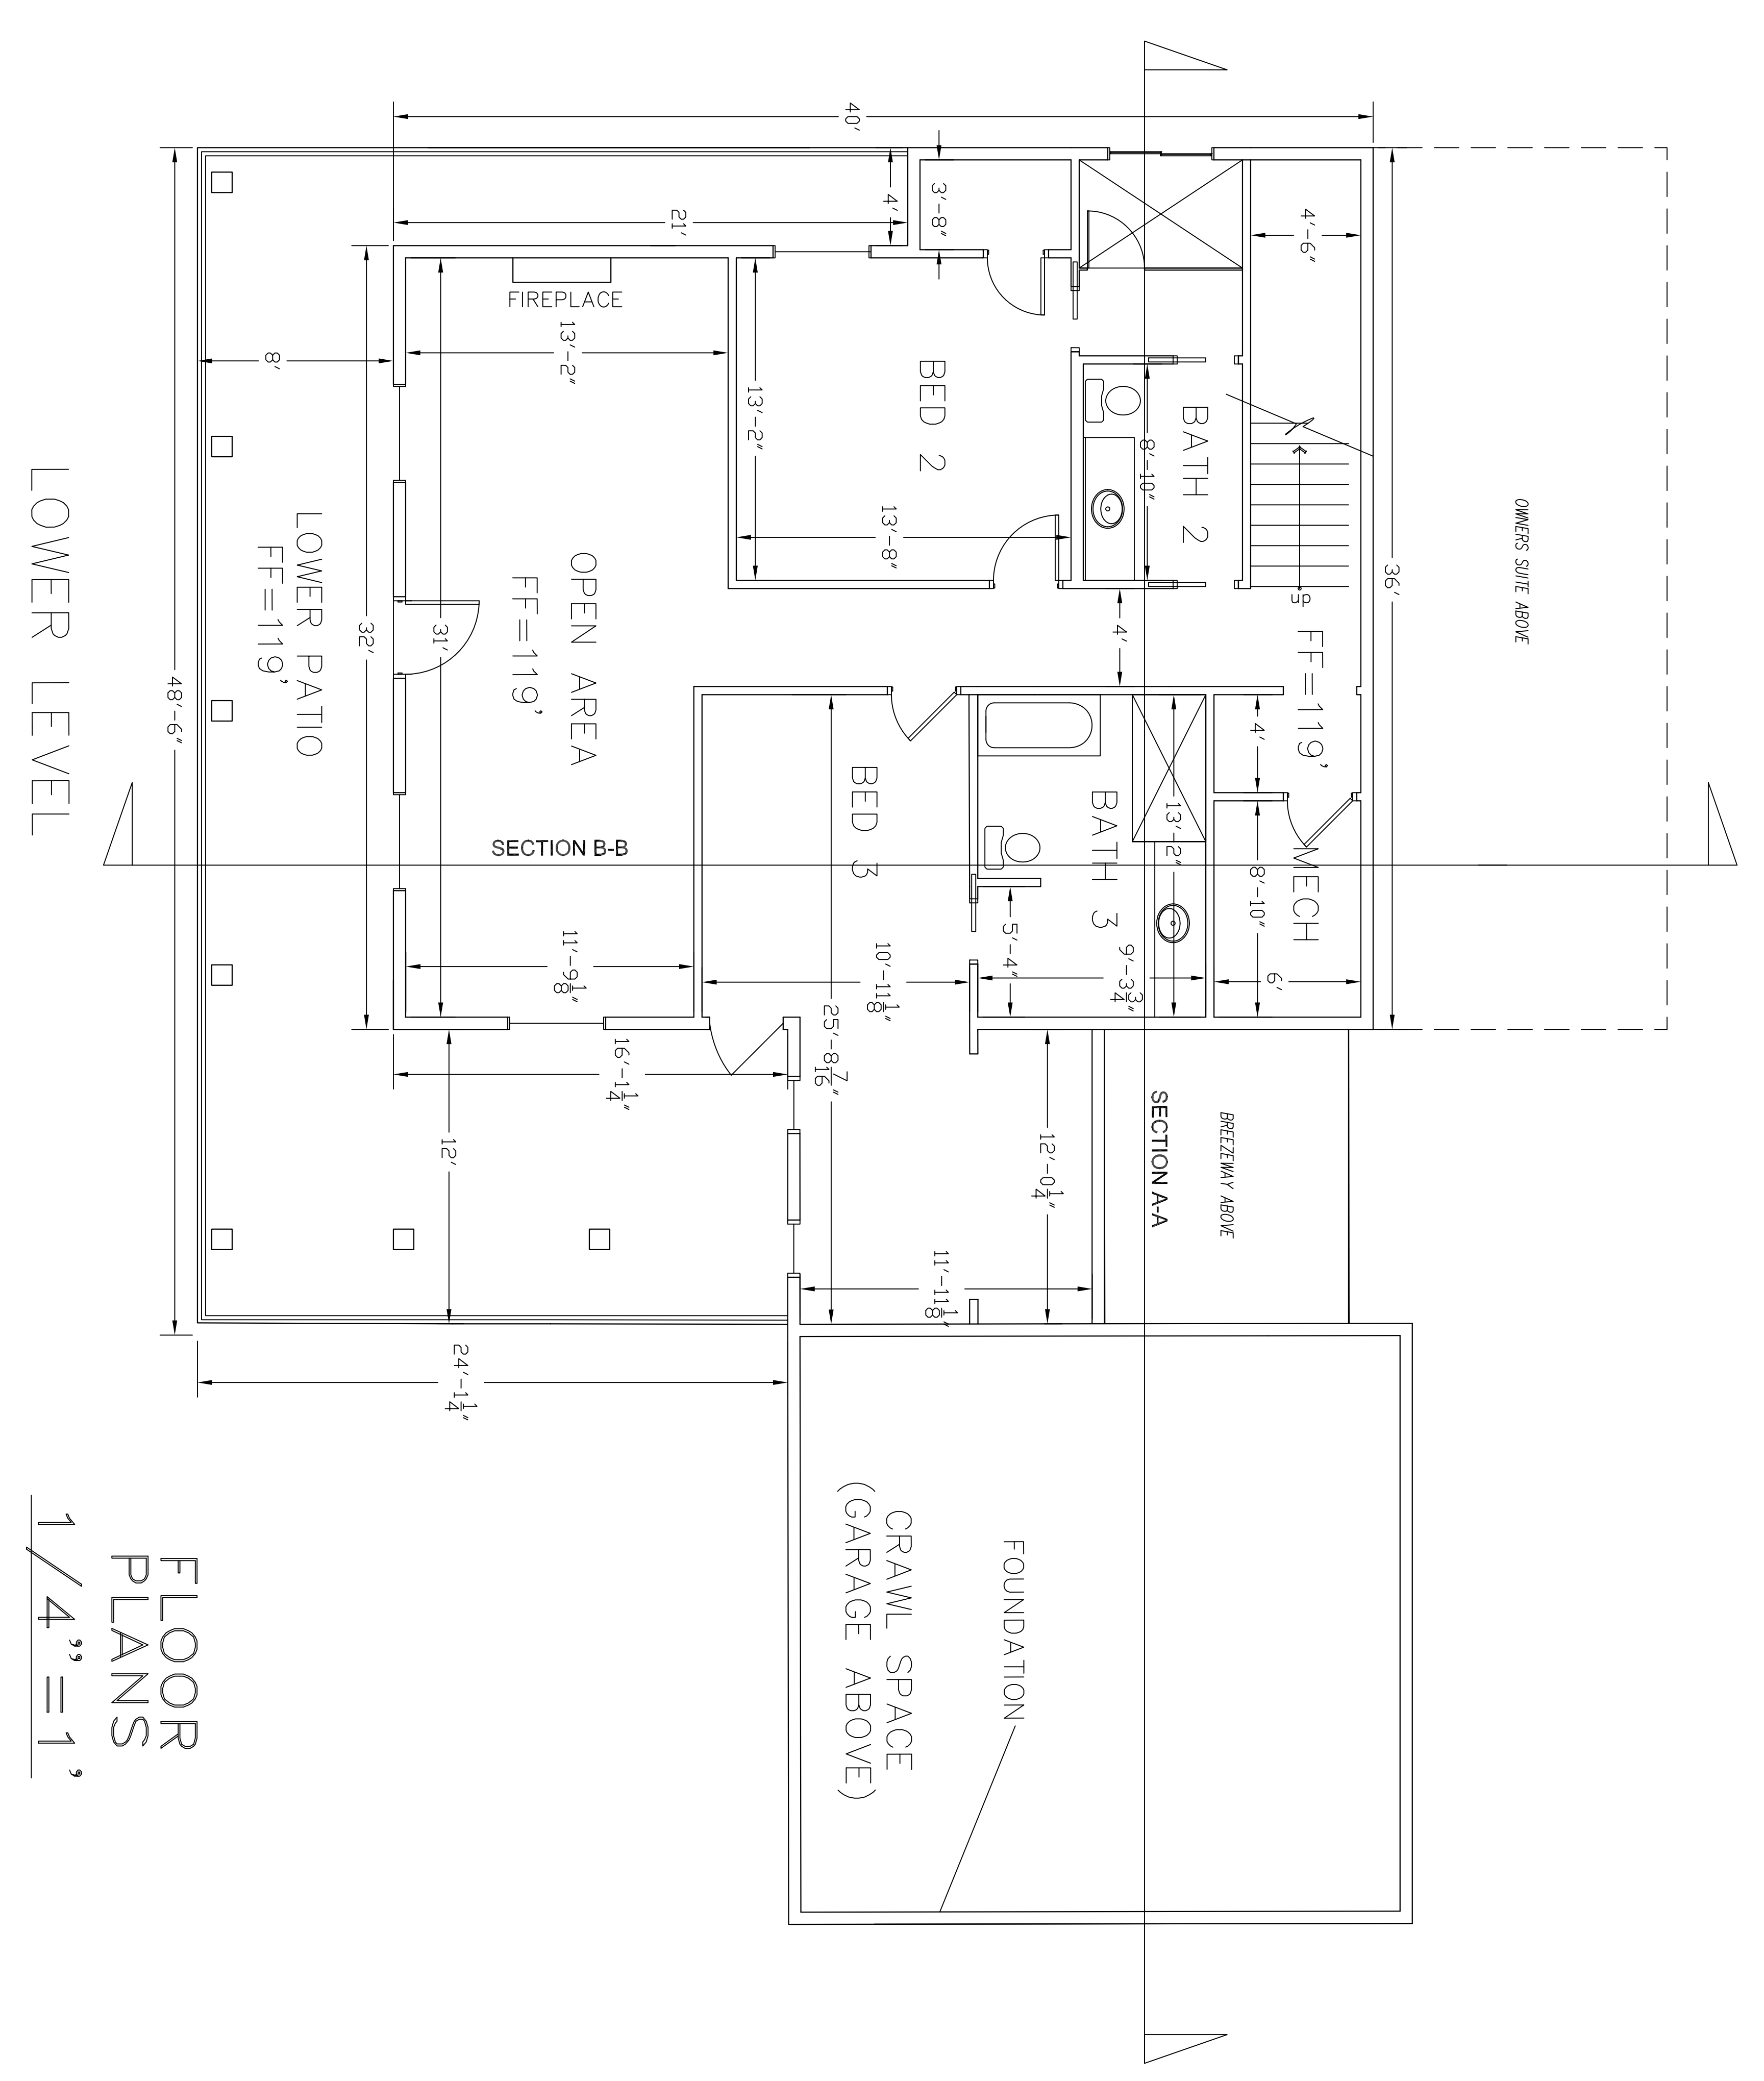 OWNERS SUITE ABOVE
36'
40'
4'-6"
up
FF=119'
4'
MECH
8'-10"
6'
BREEZEWAY ABOVE
SECTION A-A
BATH 2
8'-10"
4'
13'-2"
BATH 3
9'-3 3/4"
5'-4"
12'-0 1/4"
3'-8"
4'
BED 2
13'-8"
13'-2"
BED 3
10'-11 1/8"
25'-8 7/16"
11'-11 1/8"
21'
FIREPLACE
13'-2"
OPEN AREA
FF=119'
SECTION B-B
11'-9 1/8"
16'-1 1/4"
31'
32'
12'
24'-1 1/4"
8'
LOWER PATIO
FF=119'
48'-6"
FOUNDATION
CRAWL SPACE
(GARAGE ABOVE)
LOWER LEVEL
FLOOR
PLANS
1/4"=1'